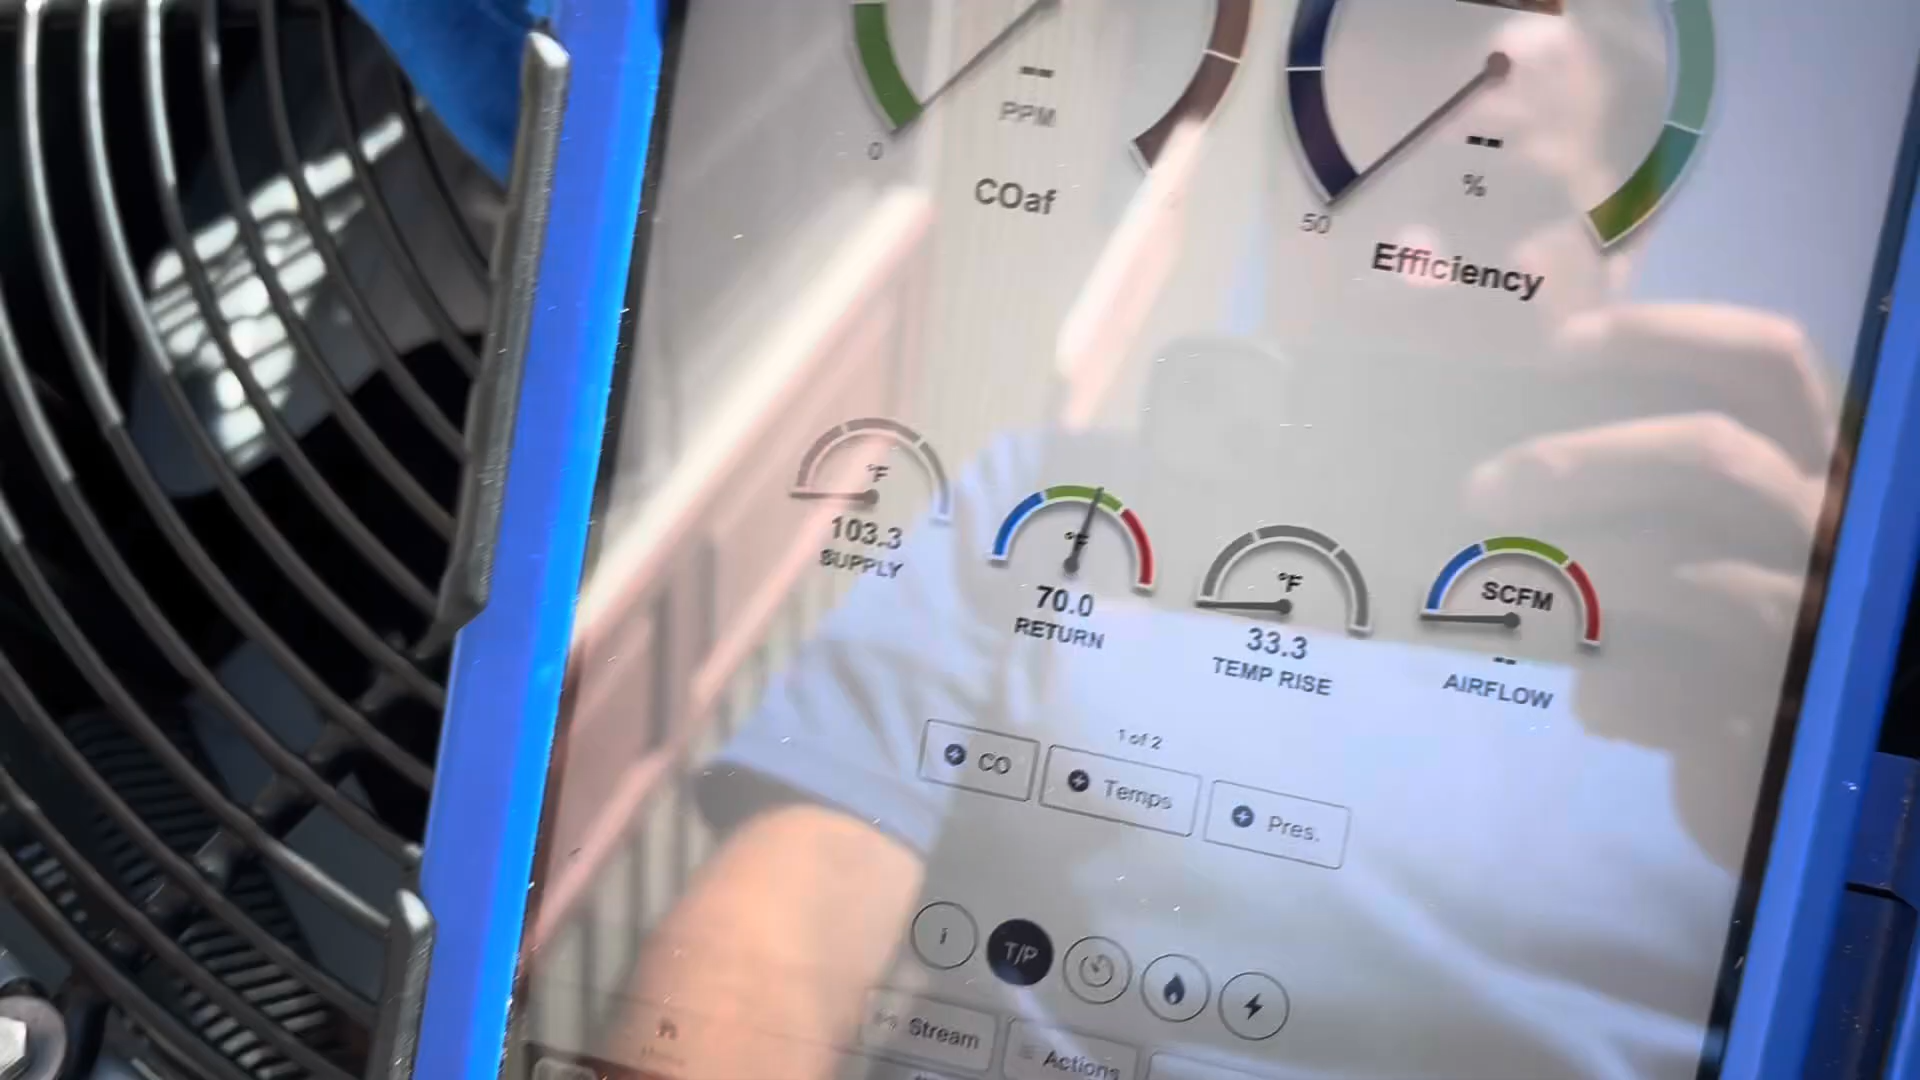 --
PPM
0
COaf
--
%
50
Efficiency
°F
103.3
SUPPLY
°F
70.0
RETURN
°F
33.3
TEMP RISE
SCFM
--
AIRFLOW
1 of 2
CO
Temps
Pres.
i
T/P
Stream
Actions